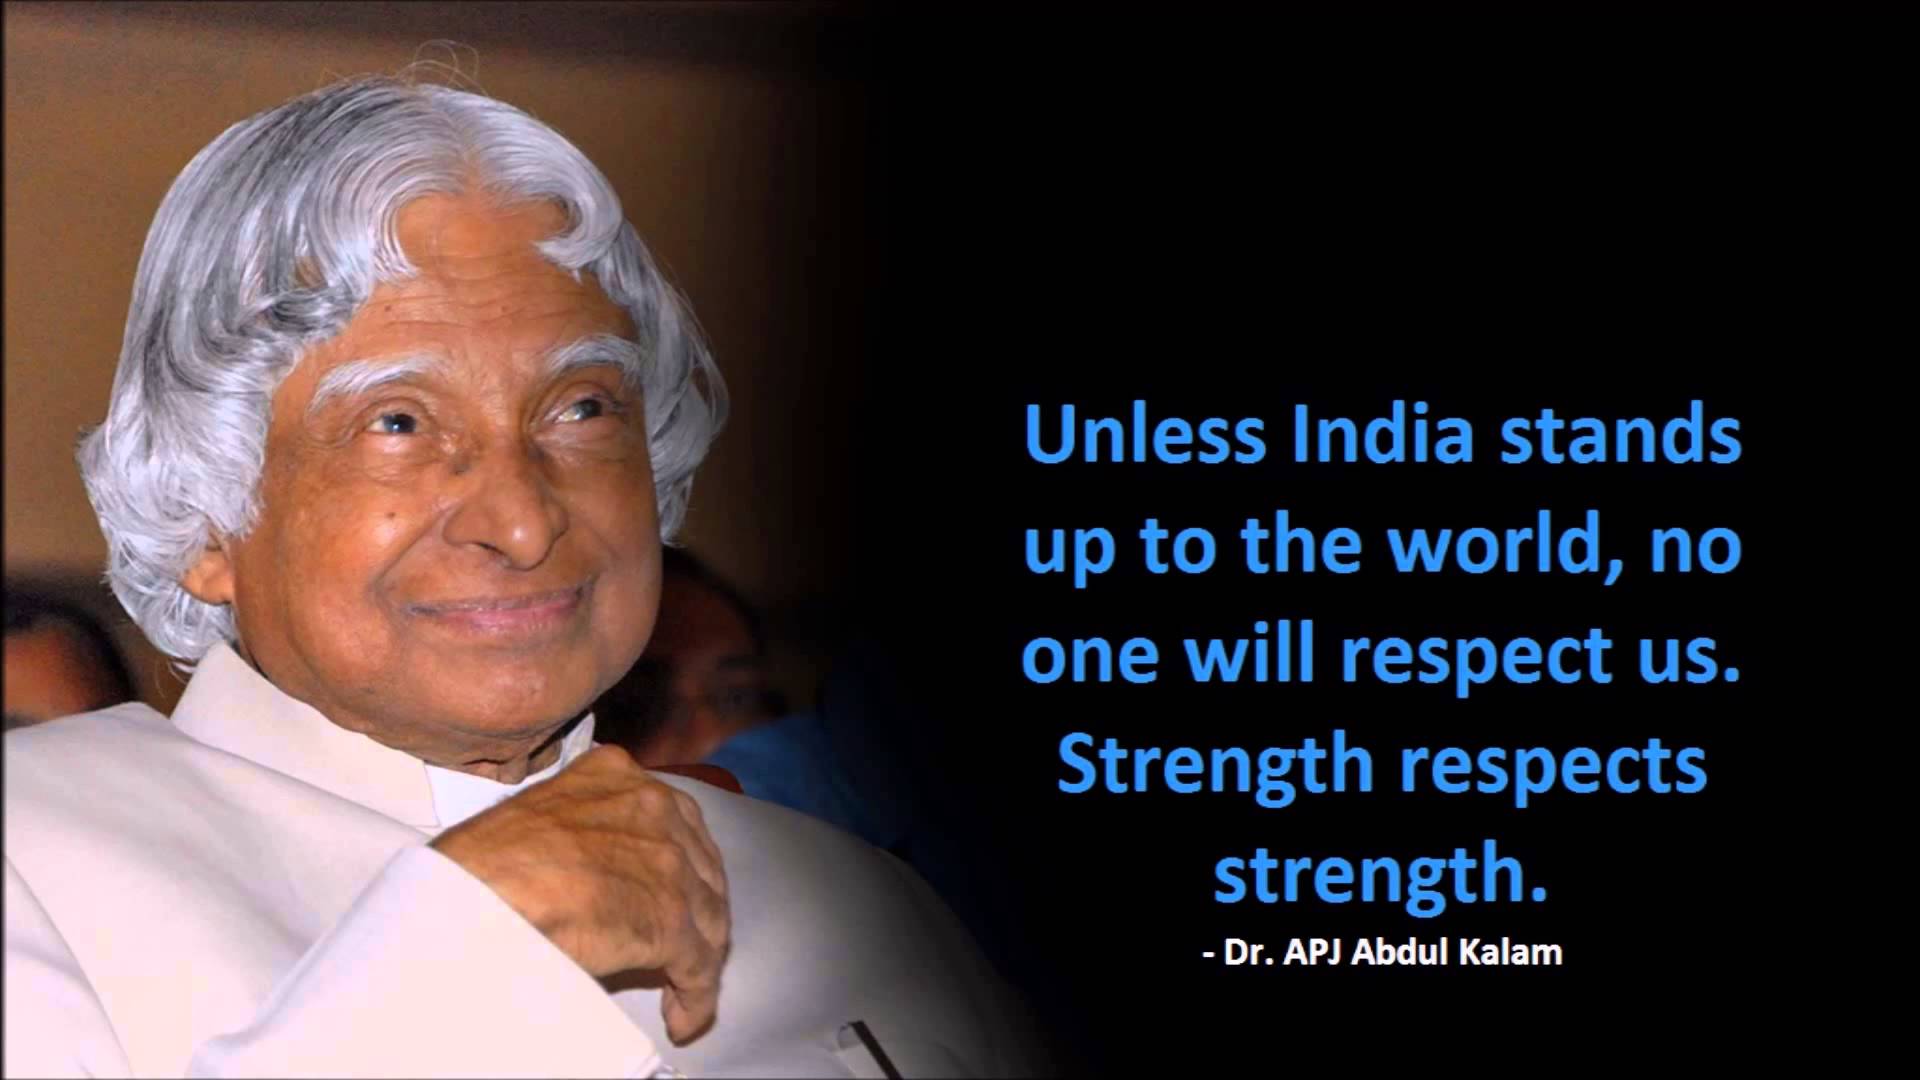 Unless India stands
up to the world, no
one will respect us.
Strength respects
strength.
- Dr. APJ Abdul Kalam